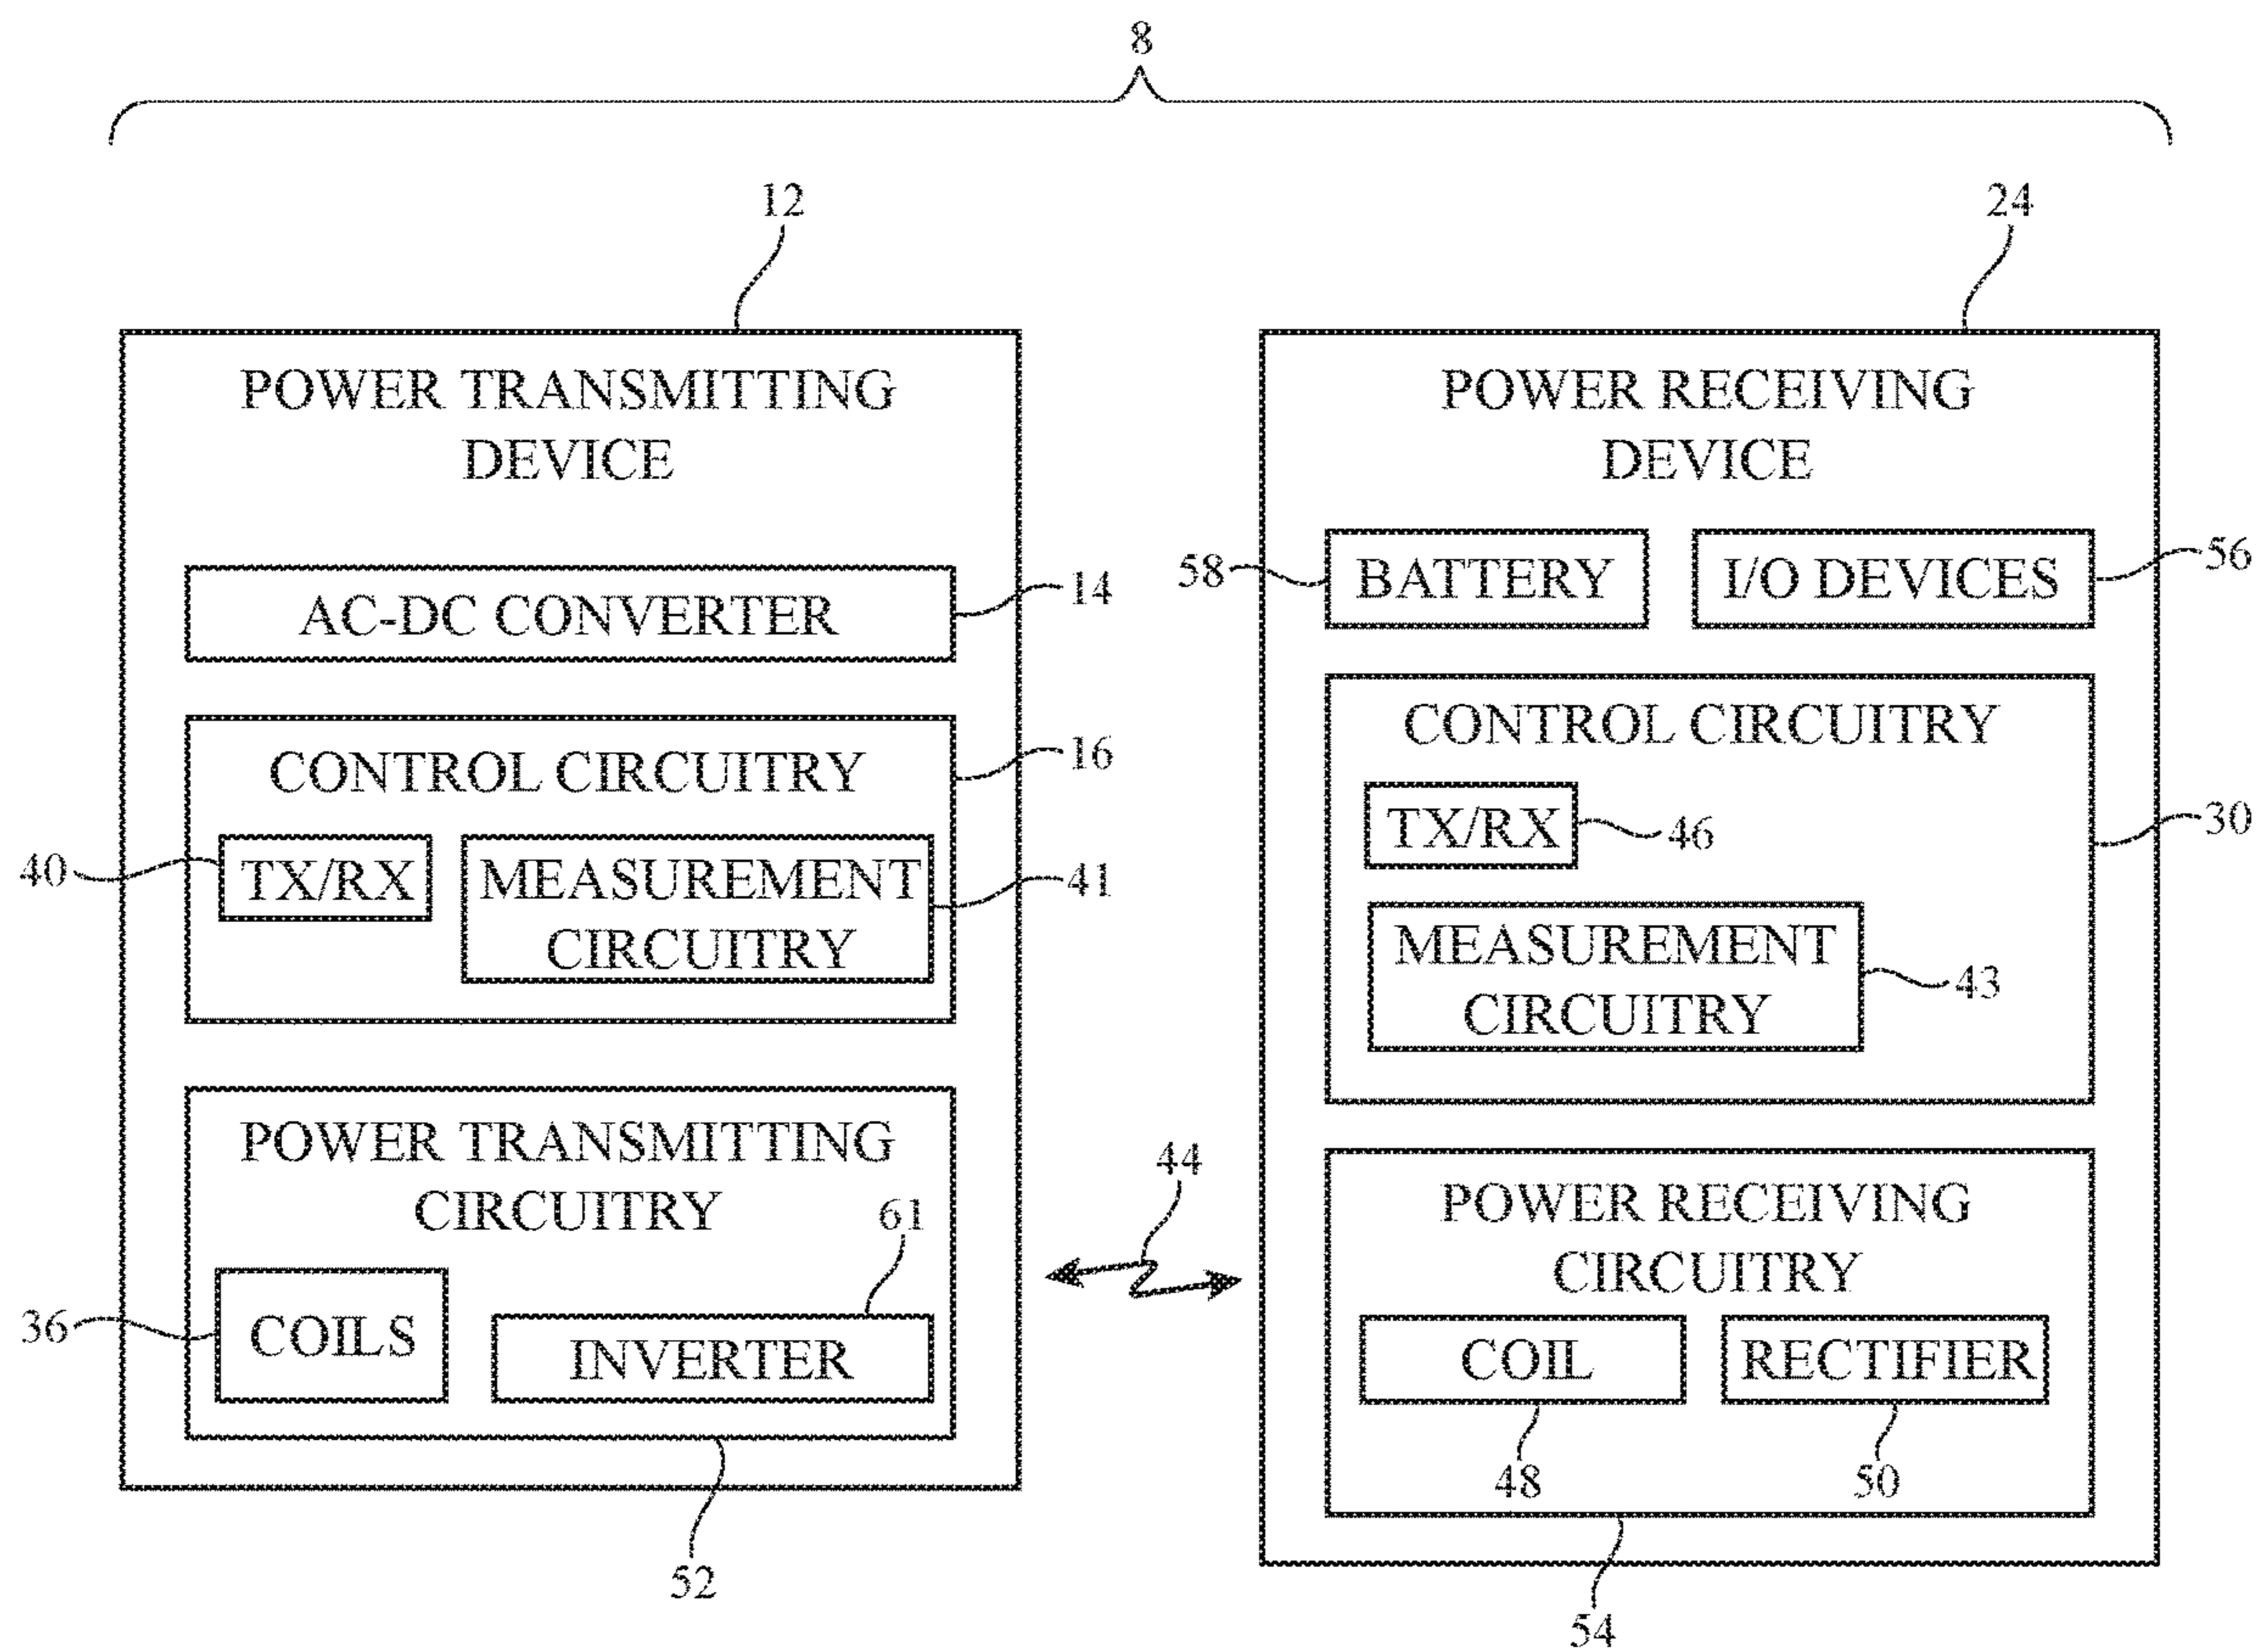 8
12
POWER TRANSMITTING
DEVICE
AC-DC CONVERTER
14
CONTROL CIRCUITRY
16
40
TX/RX
MEASUREMENT
CIRCUITRY
41
POWER TRANSMITTING
CIRCUITRY
61
36
COILS
INVERTER
52
44
24
POWER RECEIVING
DEVICE
58
BATTERY
I/O DEVICES
56
CONTROL CIRCUITRY
TX/RX
46
30
MEASUREMENT
CIRCUITRY
43
POWER RECEIVING
CIRCUITRY
COIL
RECTIFIER
48
50
54